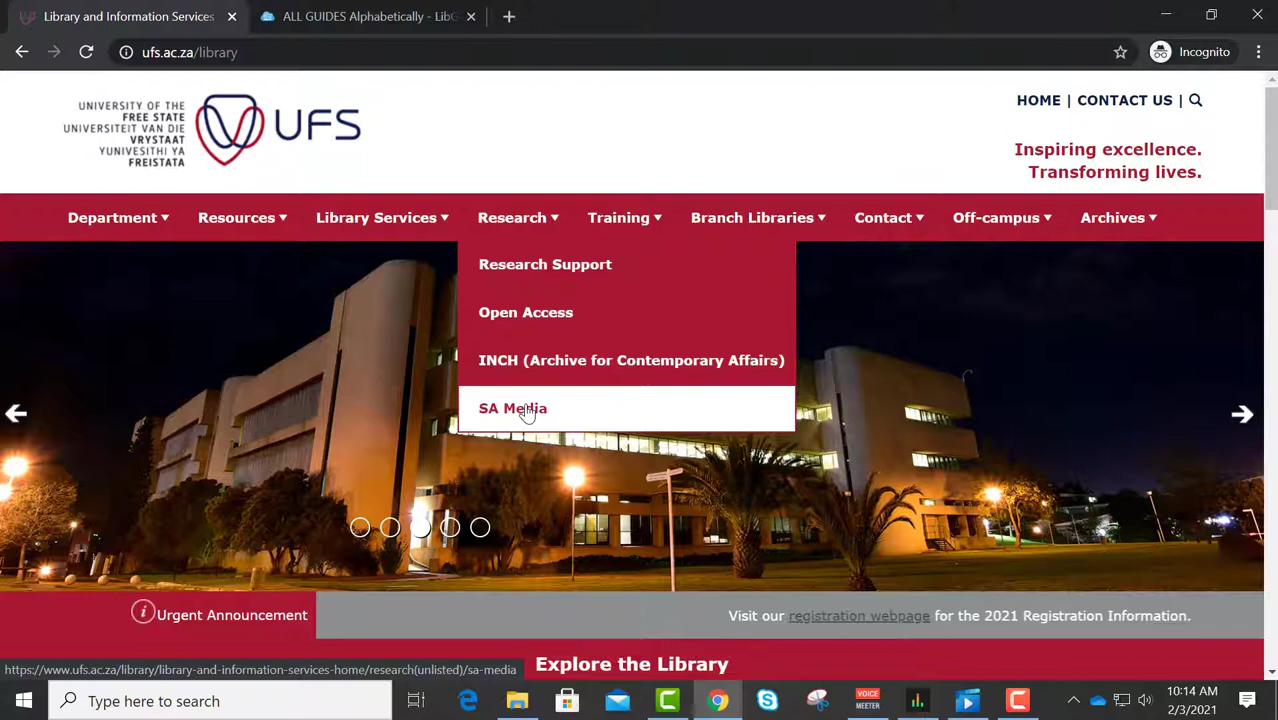 Library and Information Services
ALL GUIDES Alphabetically - LibG
ufs.ac.za/library
Incognito
UNIVERSITY OF THE
FREE STATE
UNIVERSITEIT VAN DIE
VRYSTAAT
YUNIVESITHI YA
FREISTATA
UFS
HOME | CONTACT US |
Inspiring excellence.
Transforming lives.
Department Resources Library Services Research Training Branch Libraries Contact Off-campus Archives
Research Support
Open Access
INCH (Archive for Contemporary Affairs)
SA Media
Urgent Announcement
Visit our registration webpage for the 2021 Registration Information.
https://www.ufs.ac.za/library/library-and-information-services-home/research(unlisted)/sa-media
Explore the Library
Type here to search
VOICE
MEETER
10:14 AM
2/3/2021